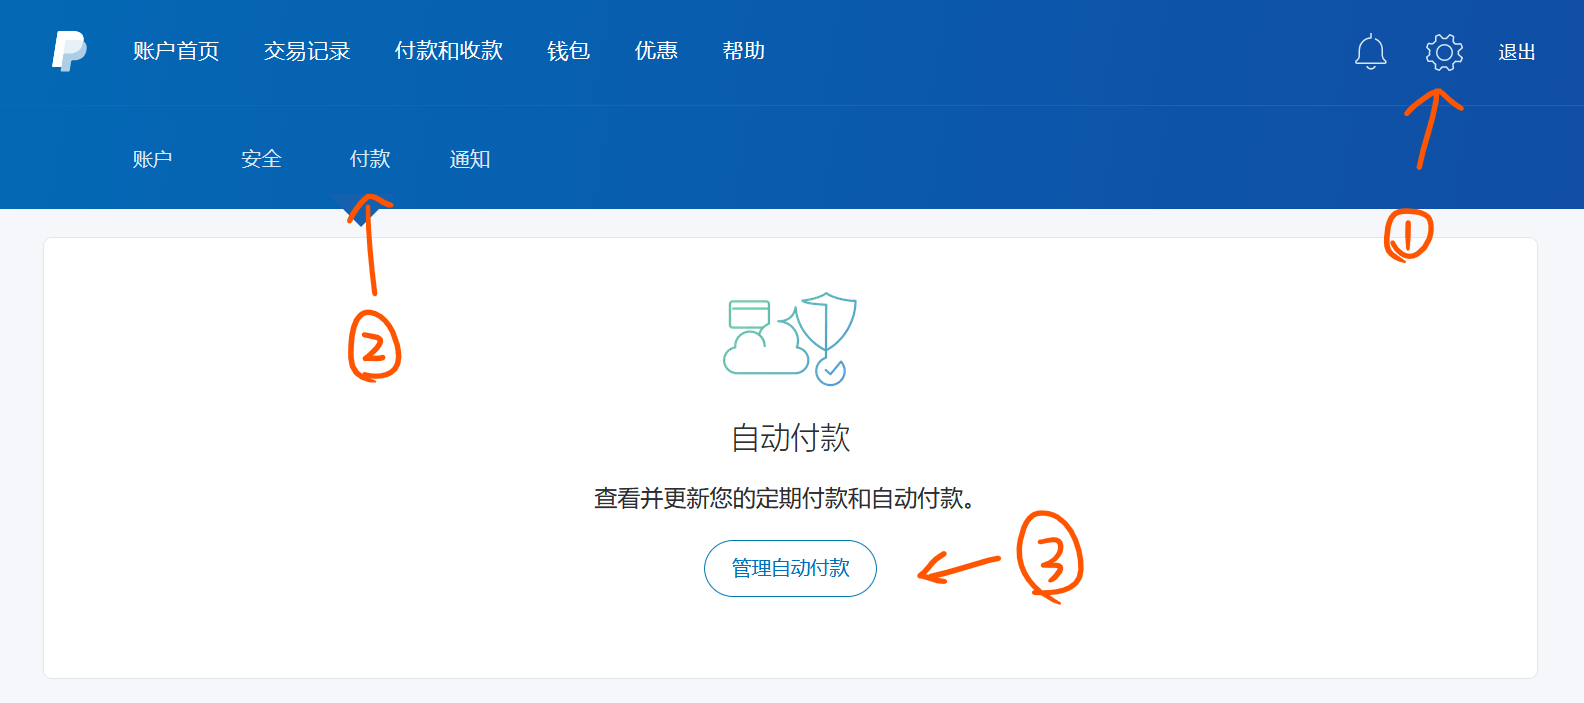 账户首页 交易记录 付款和收款 钱包 优惠 帮助 退出
账户 安全 付款 通知
1
2
自动付款
查看并更新您的定期付款和自动付款。
管理自动付款
3